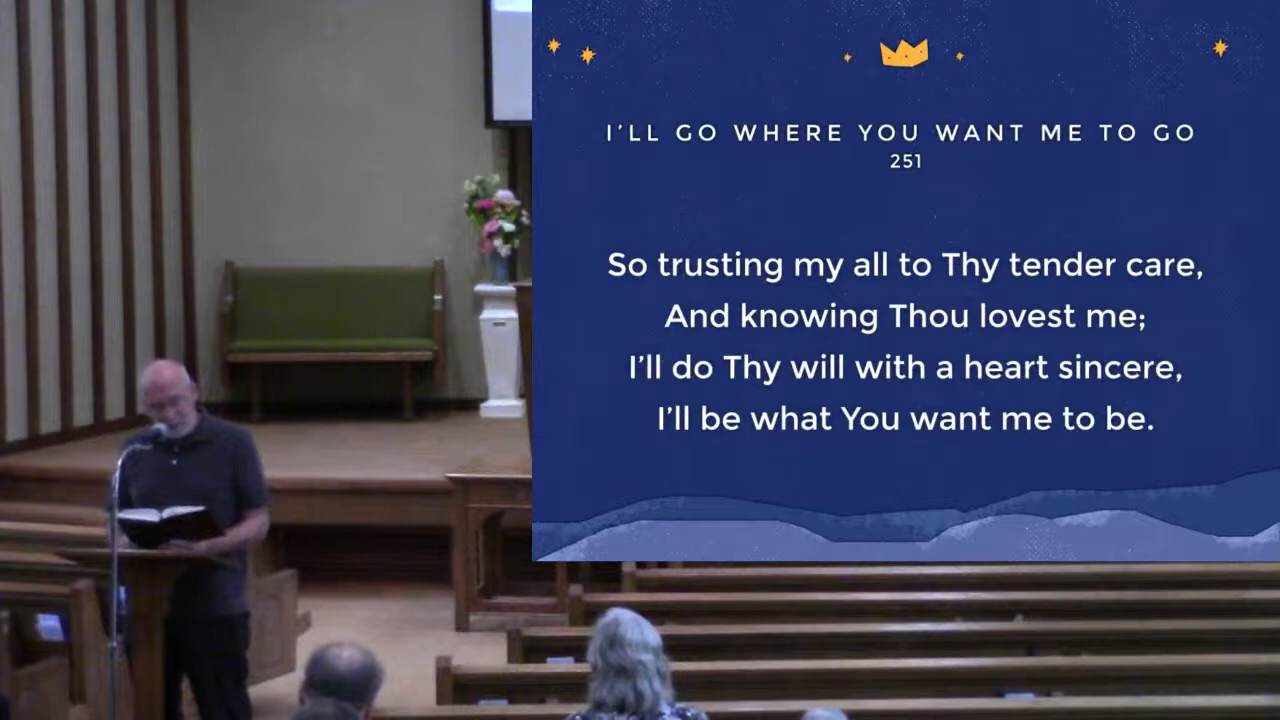 I'LL GO WHERE YOU WANT ME TO GO
251
So trusting my all to Thy tender care,
And knowing Thou lovest me;
I'll do Thy will with a heart sincere,
I'll be what You want me to be.